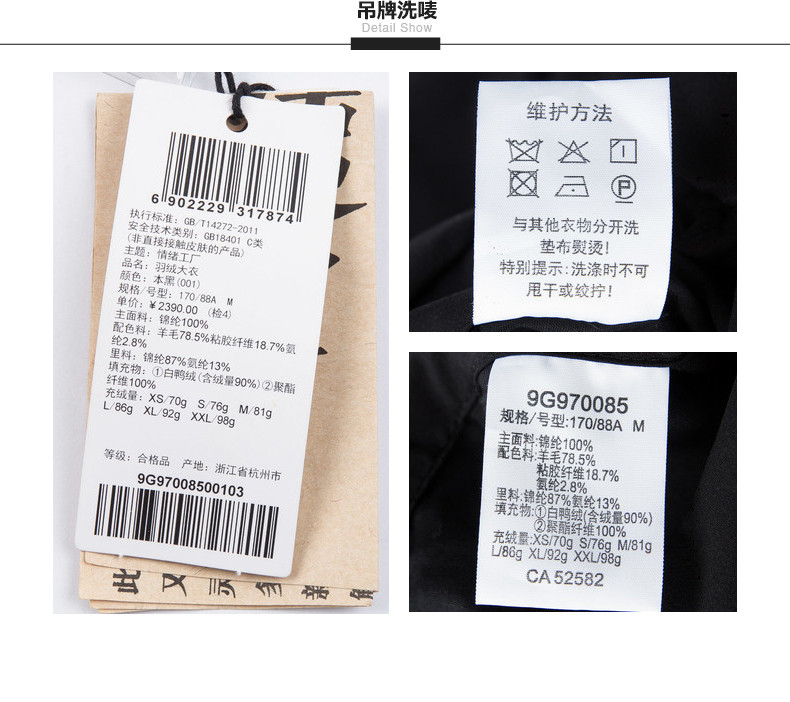 吊牌洗唛
Detail Show
6 902229 317874
执行标准: GB/T14272-2011
安全技术类别: GB18401 C类
(非直接接触皮肤的产品)
主题: 情绪工厂
品名: 羽绒大衣
颜色: 本黑(001)
规格/号型: 170/88A M
单价: ¥2390.00 (检4)
主面料: 锦纶100%
配色料: 羊毛78.5%粘胶纤维18.7%氨
纶2.8%
里料: 锦纶87%氨纶13%
填充物: ①白鸭绒(含绒量90%)②聚酯
纤维100%
充绒量: XS/70g S/76g M/81g
L/86g XL/92g XXL/98g
等级: 合格品 产地: 浙江省杭州市
9G97008500103
维护方法
P
与其他衣物分开洗
垫布熨烫!
特别提示:洗涤时不可
甩干或绞拧!
9G970085
规格/号型:170/88A M
主面料:锦纶100%
配色料:羊毛78.5%
粘胶纤维18.7%
氨纶2.8%
里料:锦纶87%氨纶13%
填充物:①白鸭绒(含绒量90%)
②聚酯纤维100%
充绒量:XS/70g S/76g M/81g
L/86g XL/92g XXL/98g
CA 52582